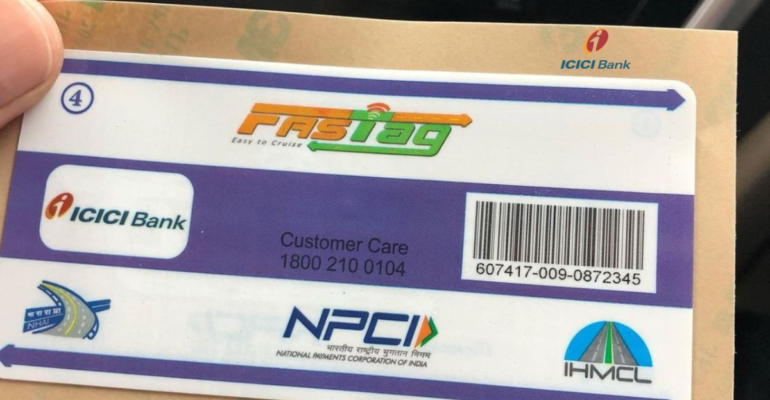 ICICI Bank
4
FASTag
Easy to Cruise
ICICI Bank
Customer Care
1800 210 0104
607417-009-0872345
NHAI
NPCI
भारतीय राष्ट्रीय भुगतान निगम
NATIONAL PAYMENTS CORPORATION OF INDIA
IHMCL